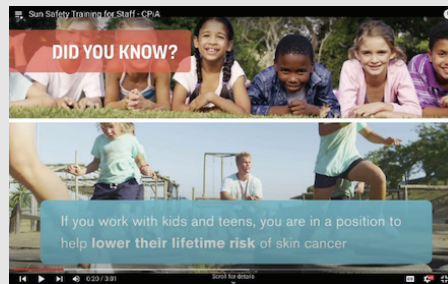 Sun Safety Training for Staff - CPiA
DID YOU KNOW?
If you work with kids and teens, you are in a position to
help lower their lifetime risk of skin cancer
0:20 / 3:01
Scroll for details